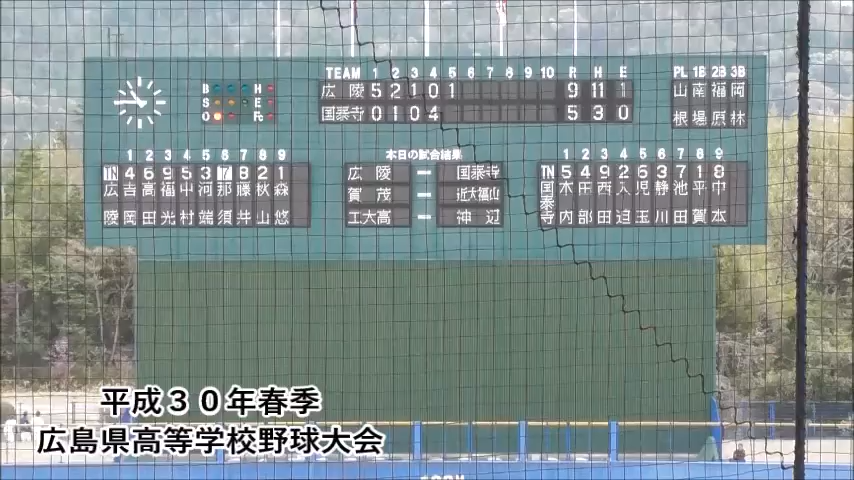 TEAM 1 2 3 4 5 6 7 8 9 10 R H E
広陵 5 2 1 0 1 9 11 1
国泰寺 0 1 0 4 5 3 0
PL 1B 2B 3B
山 南 福 岡
根 場 原 林
B H
S E
O Fc
1 2 3 4 5 6 7 8 9
TN 4 6 9 5 3 7 8 2 1
広 吉 高 福 中 河 那 藤 秋 森
陵 岡 田 光 村 端 須 井 山 悠
本日の試合結果
広陵 ー 国泰寺
賀茂 ー 近大福山
工大高 ー 神辺
1 2 3 4 5 6 7 8 9
TN 5 4 9 2 6 3 7 1 8
国泰寺 木 田 西 入 児 静 池 平 中
内 部 田 迫 玉 川 田 賀 本
平成30年春季
広島県高等学校野球大会